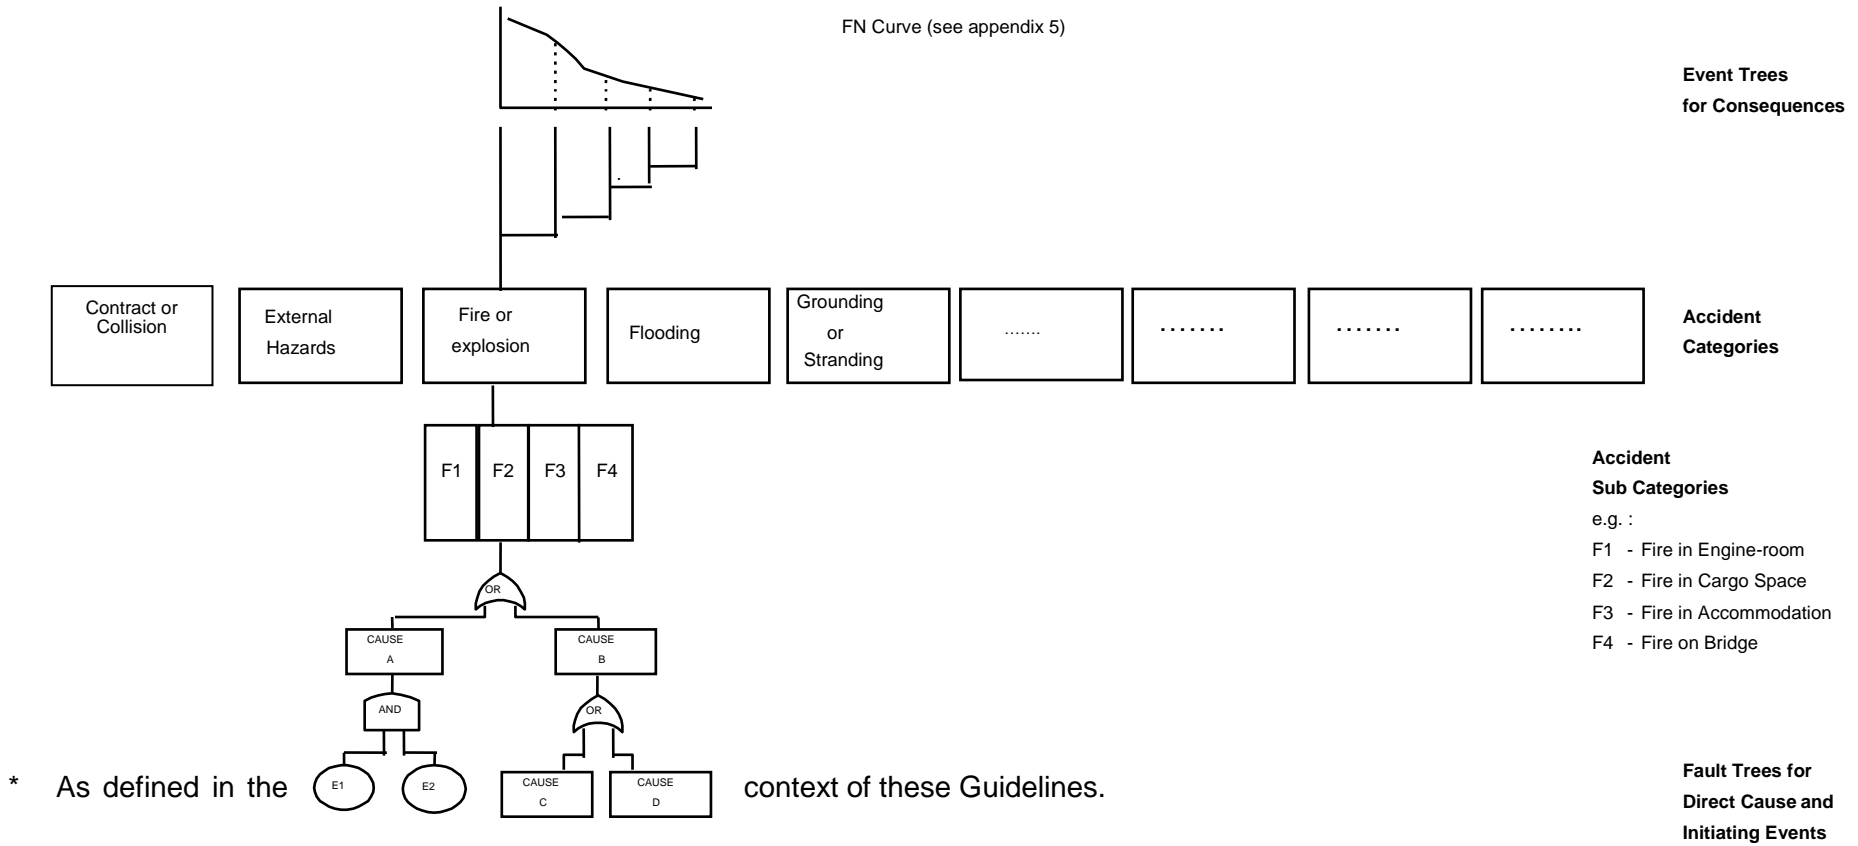 FN Curve (see appendix 5)
Event Trees
for Consequences
Contract or
Collision
External
Hazards
Fire or
explosion
Flooding
Grounding
or
Stranding
.......
.......
.......
........
Accident
Categories
F1
F2
F3
F4
Accident
Sub Categories
e.g. :
F1 - Fire in Engine-room
F2 - Fire in Cargo Space
F3 - Fire in Accommodation
F4 - Fire on Bridge
OR
CAUSE
A
CAUSE
B
AND
OR
E1
E2
CAUSE
C
CAUSE
D
* As defined in the
context of these Guidelines.
Fault Trees for
Direct Cause and
Initiating Events